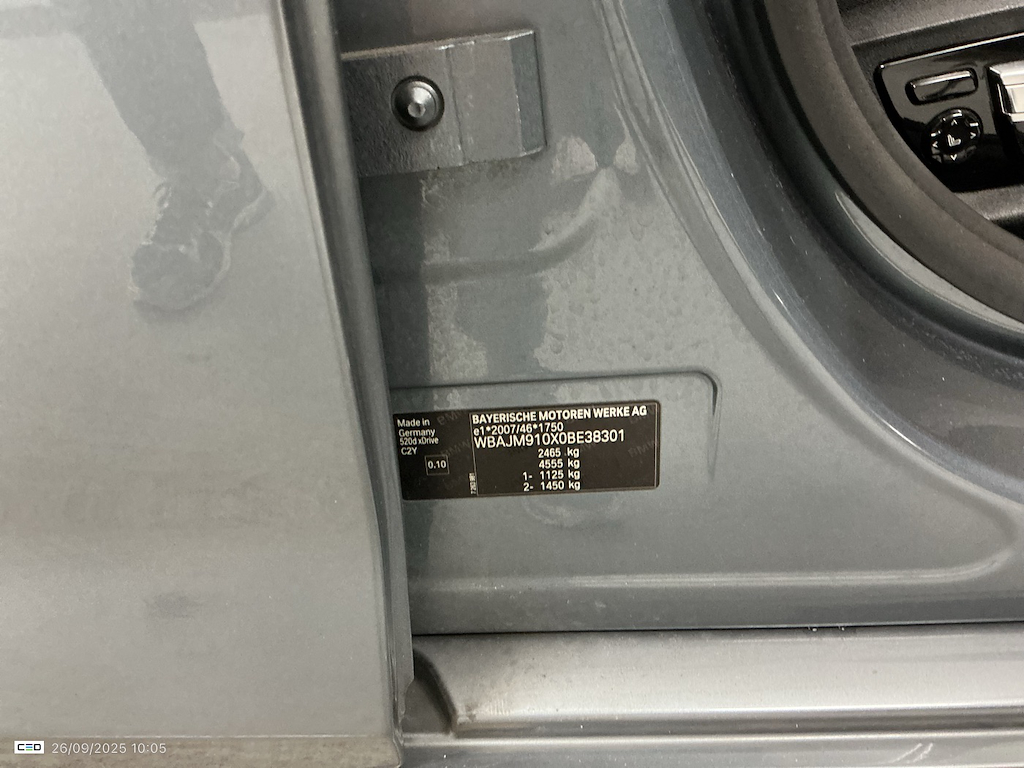 BAYERISCHE MOTOREN WERKE AG
e1*2007/46*1750
WBAJM910X0BE38301
2465 kg
4555 kg
1- 1125 kg
2- 1450 kg
Made in
Germany
520d xDrive
C2Y
0.10
CEO 26/09/2025 10:05